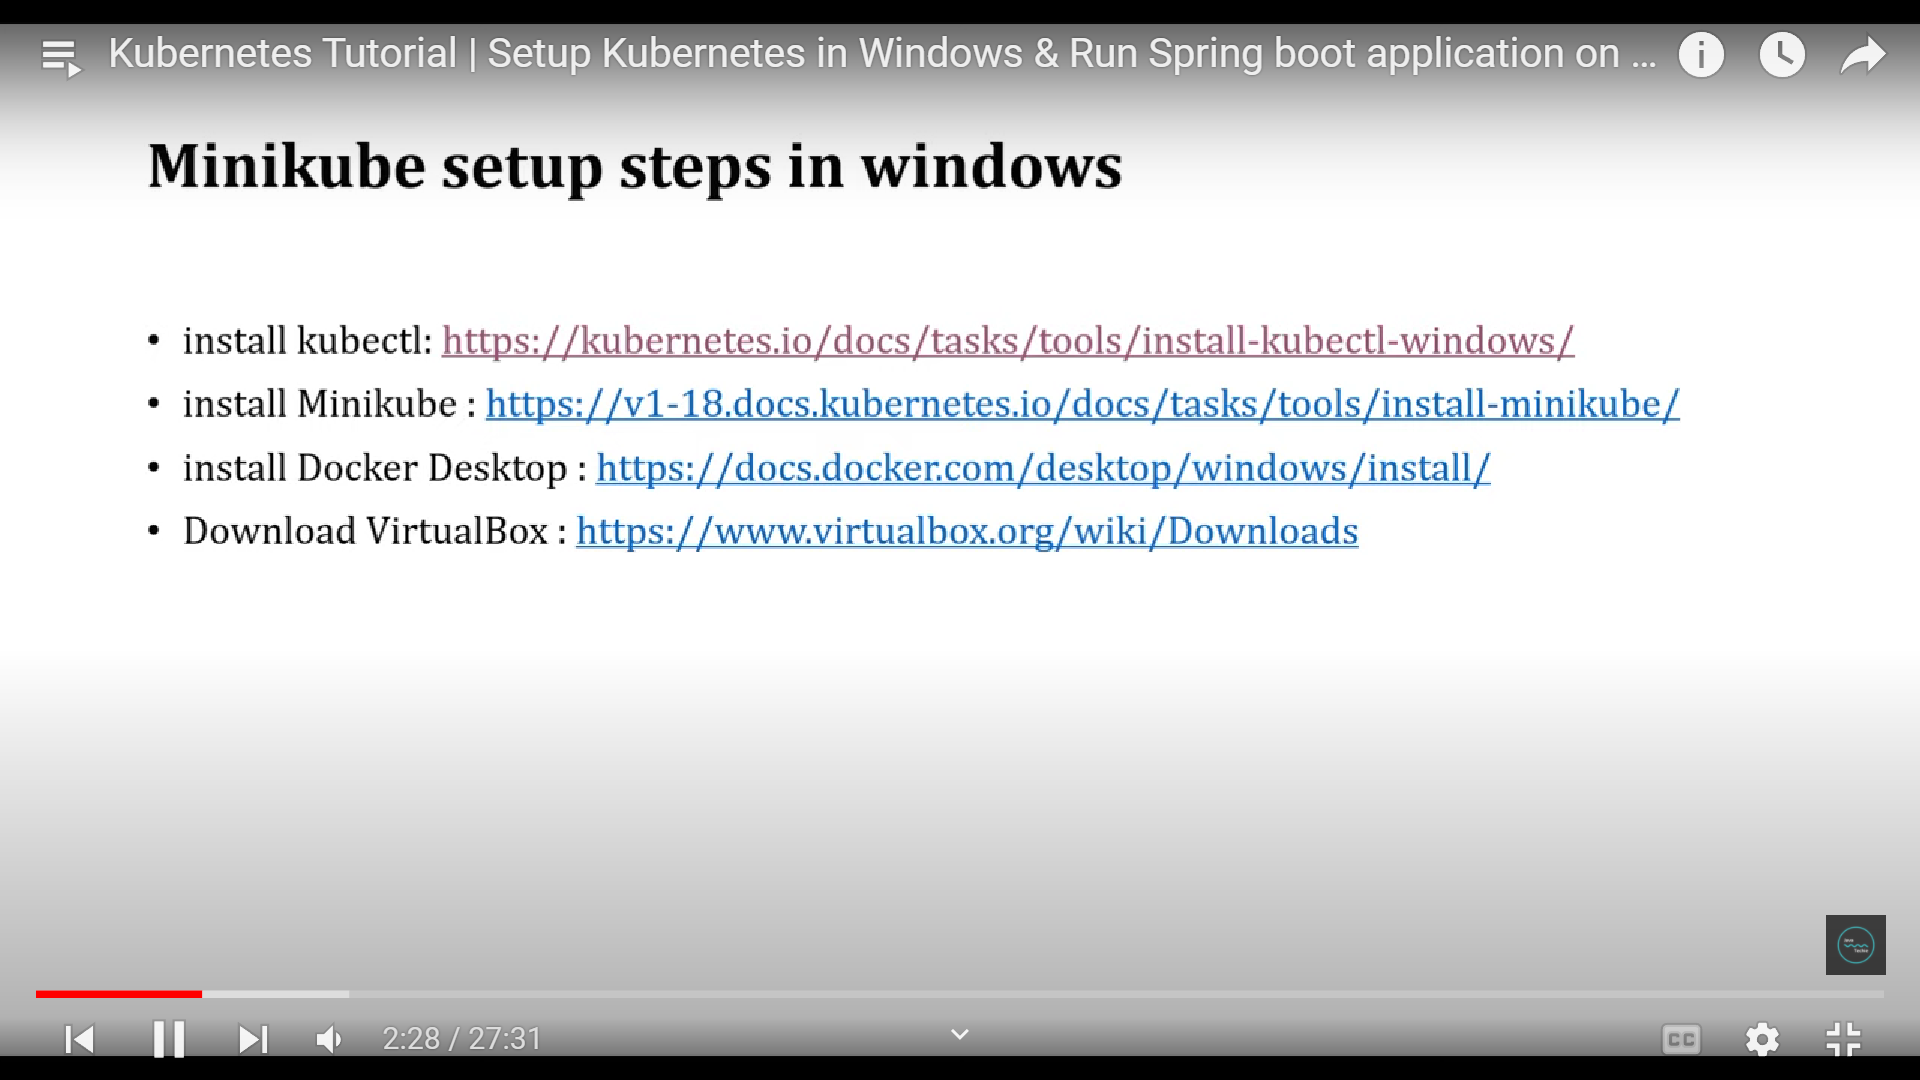 Kubernetes Tutorial | Setup Kubernetes in Windows & Run Spring boot application on ...
Minikube setup steps in windows
• install kubectl: https://kubernetes.io/docs/tasks/tools/install-kubectl-windows/
• install Minikube : https://v1-18.docs.kubernetes.io/docs/tasks/tools/install-minikube/
• install Docker Desktop : https://docs.docker.com/desktop/windows/install/
• Download VirtualBox : https://www.virtualbox.org/wiki/Downloads
2:28 / 27:31
CC